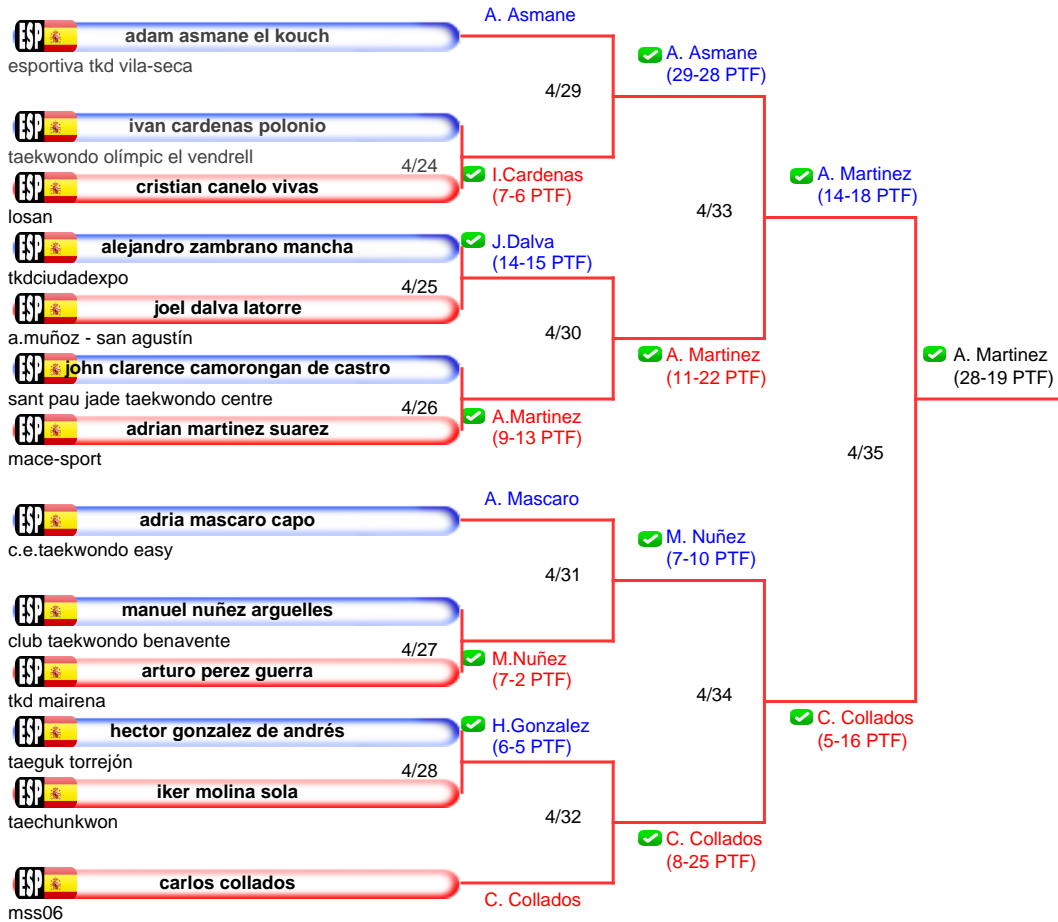 A. Asmane
ESP adam asmane el kouch
esportiva tkd vila-seca
A. Asmane
(29-28 PTF)
4/29
ESP ivan cardenas polonio
taekwondo olímpic el vendrell
4/24
I.Cardenas
(7-6 PTF)
ESP cristian canelo vivas
losan
A. Martinez
(14-18 PTF)
4/33
ESP alejandro zambrano mancha
tkdciudadexpo
J.Dalva
(14-15 PTF)
4/25
ESP joel dalva latorre
a.muñoz - san agustín
4/30
A. Martinez
(11-22 PTF)
A. Martinez
(28-19 PTF)
ESP john clarence camorongan de castro
sant pau jade taekwondo centre
4/26
A.Martinez
(9-13 PTF)
ESP adrian martinez suarez
mace-sport
4/35
A. Mascaro
ESP adria mascaro capo
c.e.taekwondo easy
M. Nuñez
(7-10 PTF)
4/31
ESP manuel nuñez arguelles
club taekwondo benavente
4/27
M.Nuñez
(7-2 PTF)
ESP arturo perez guerra
tkd mairena
4/34
C. Collados
(5-16 PTF)
ESP hector gonzalez de andrés
taeguk torrejón
H.Gonzalez
(6-5 PTF)
4/28
ESP iker molina sola
taechunkwon
4/32
C. Collados
(8-25 PTF)
ESP carlos collados
mss06
C. Collados